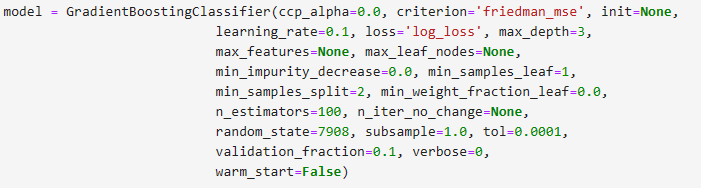 model = GradientBoostingClassifier(ccp_alpha=0.0, criterion='friedman_mse', init=None,
learning_rate=0.1, loss='log_loss', max_depth=3,
max_features=None, max_leaf_nodes=None,
min_impurity_decrease=0.0, min_samples_leaf=1,
min_samples_split=2, min_weight_fraction_leaf=0.0,
n_estimators=100, n_iter_no_change=None,
random_state=7908, subsample=1.0, tol=0.0001,
validation_fraction=0.1, verbose=0,
warm_start=False)